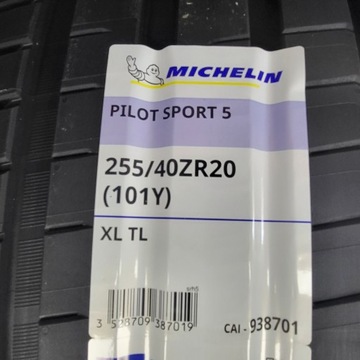 MICHELIN
PILOT SPORT 5
255/40ZR20
(101Y)
XL TL
3 528709 387019
CAI - 938701